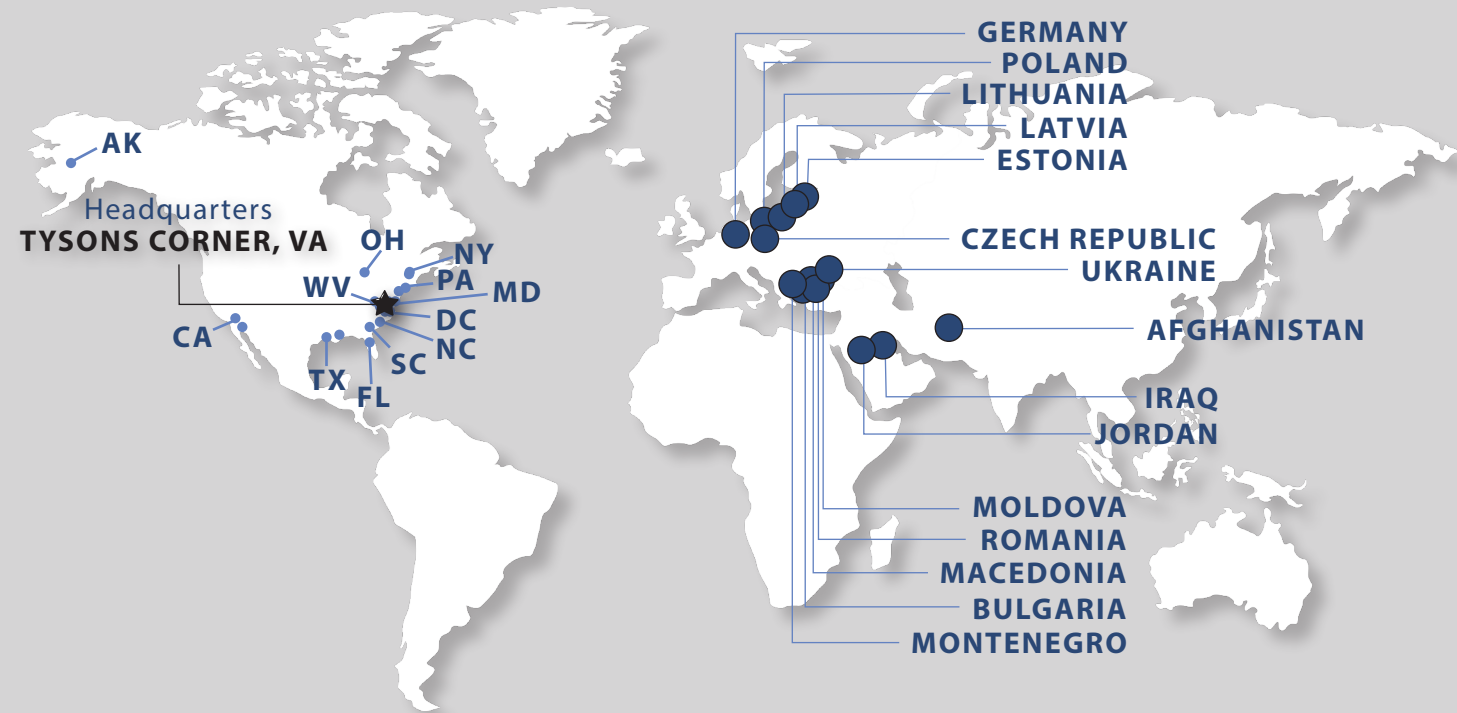 AK
Headquarters
TYSONS CORNER, VA
OH
NY
WV
PA
MD
DC
CA
NC
SC
TX
FL
GERMANY
POLAND
LITHUANIA
LATVIA
ESTONIA
CZECH REPUBLIC
UKRAINE
AFGHANISTAN
IRAQ
JORDAN
MOLDOVA
ROMANIA
MACEDONIA
BULGARIA
MONTENEGRO